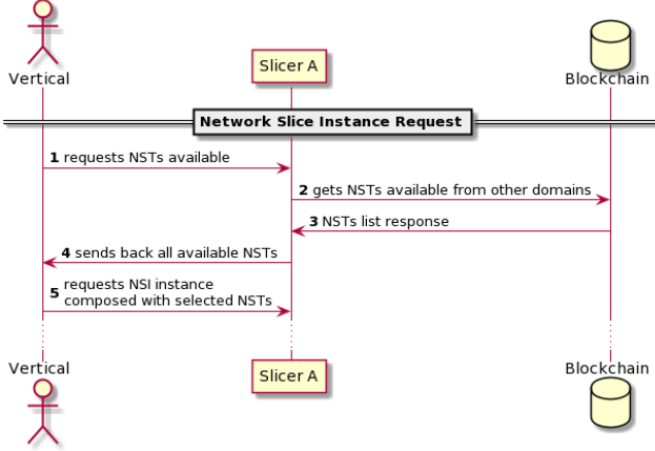 Vertical
Slicer A
Blockchain
Network Slice Instance Request
1 requests NSTs available
2 gets NSTs available from other domains
3 NSTs list response
4 sends back all available NSTs
5 requests NSI instance
composed with selected NSTs
Vertical
Slicer A
Blockchain